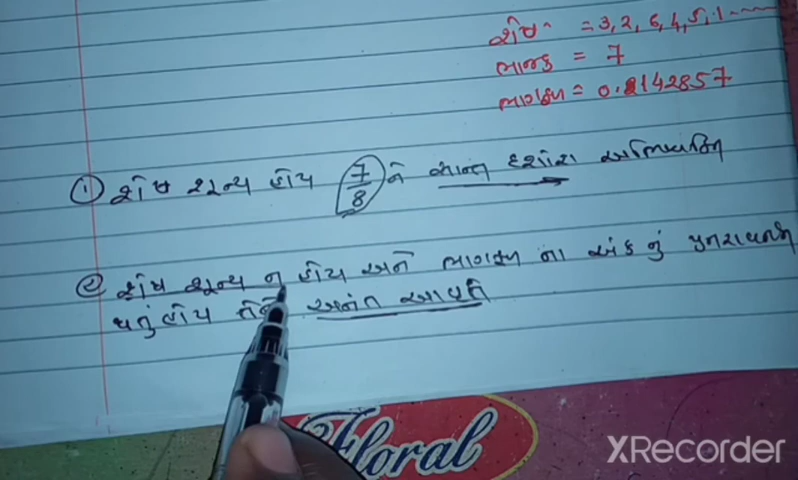 શેષ = 3, 2, 6, 4, 5, 1 ------
ભાજક = 7
ભાગફળ = 0.2142857
① શેષ શૂન્ય હોય 7/8 ને સાન્ત દશાંશ અભિવ્યક્તિ
② શેષ શૂન્ય ન હોય અને ભાગફળ ના અંક નું પુનરાવર્તન
થતું હોય તેને અનંત આવૃત
Floral
XRecorder